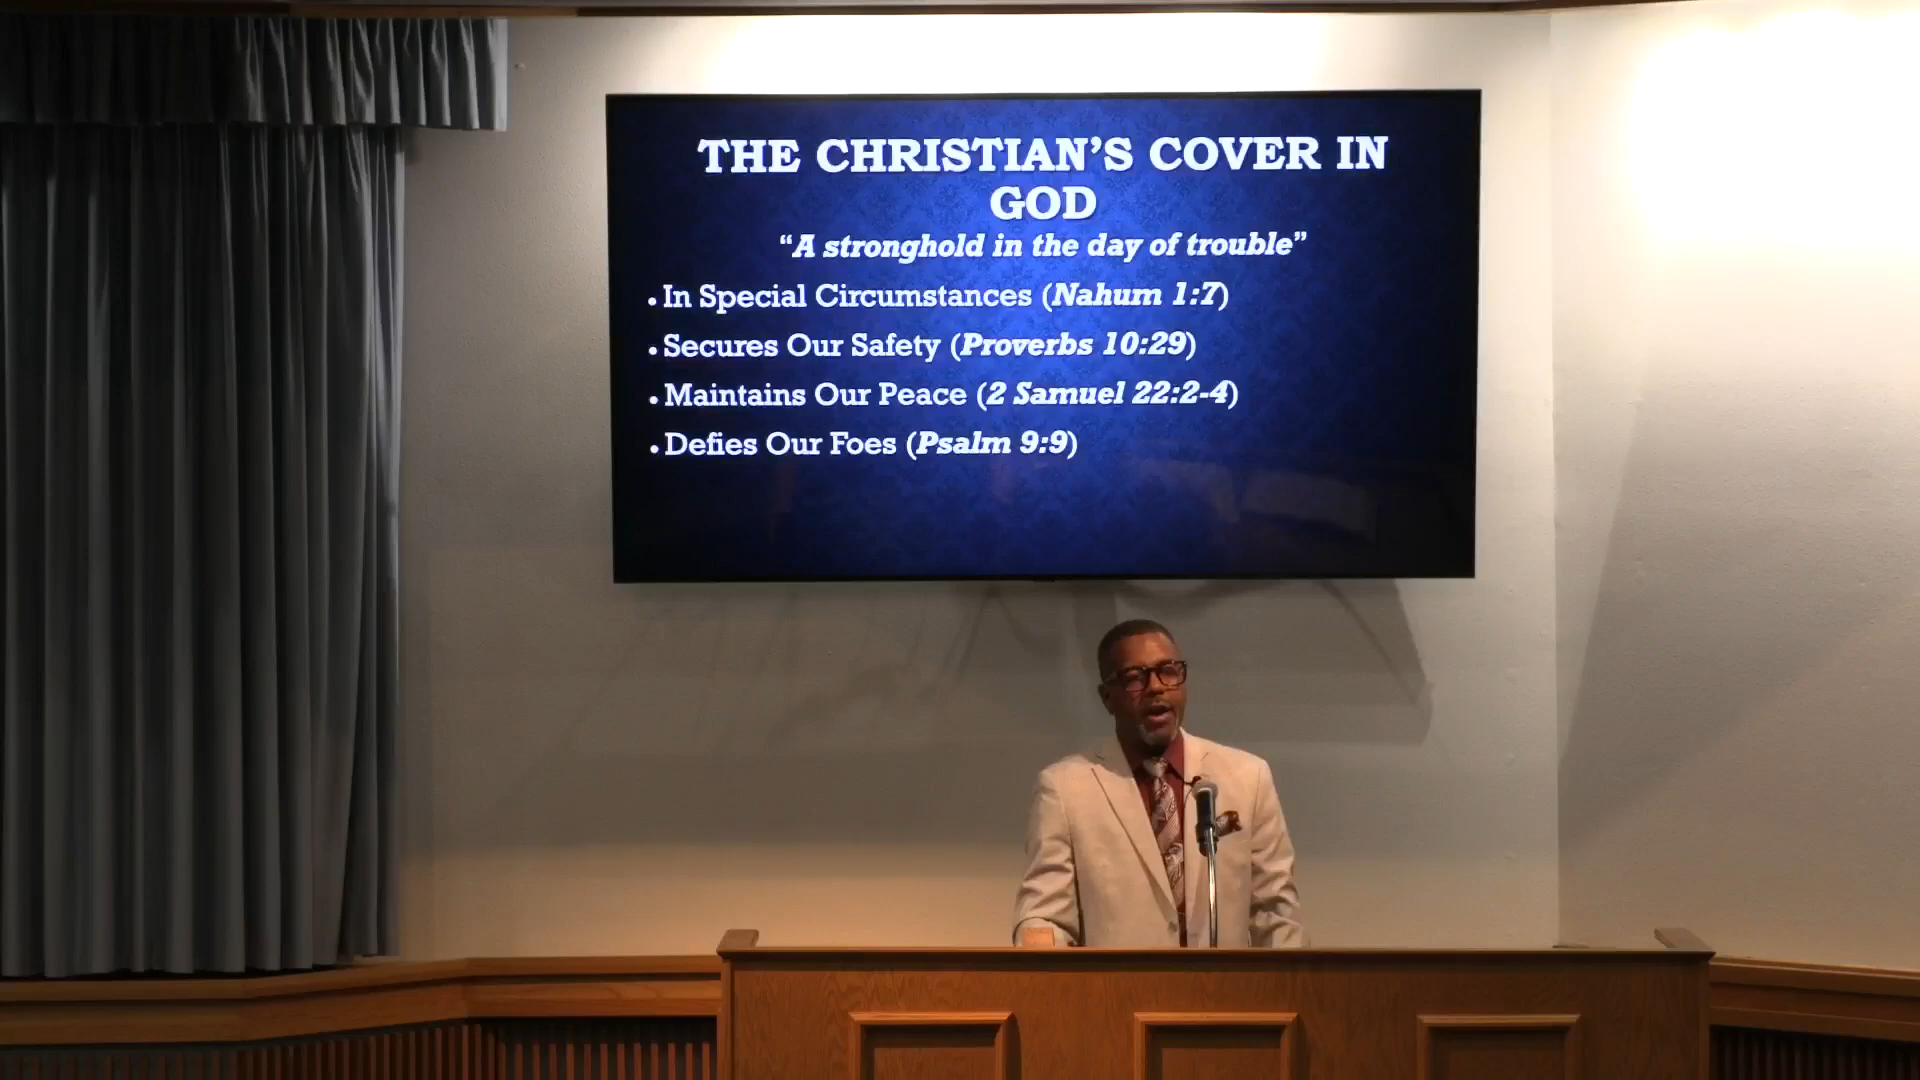 THE CHRISTIAN’S COVER IN
GOD
“A stronghold in the day of trouble”
• In Special Circumstances (Nahum 1:7)
• Secures Our Safety (Proverbs 10:29)
• Maintains Our Peace (2 Samuel 22:2-4)
• Defies Our Foes (Psalm 9:9)